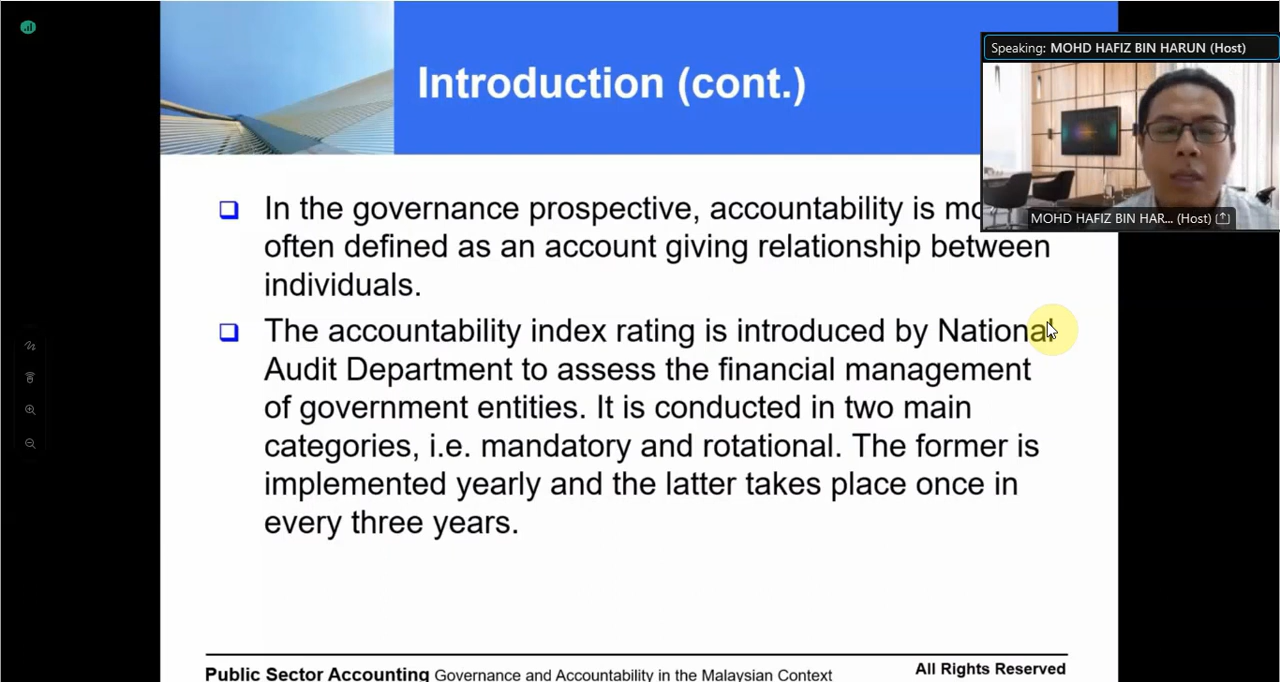 Introduction (cont.)
Speaking: MOHD HAFIZ BIN HARUN (Host)
MOHD HAFIZ BIN HAR... (Host)
In the governance prospective, accountability is
often defined as an account giving relationship between
individuals.
The accountability index rating is introduced by National
Audit Department to assess the financial management
of government entities. It is conducted in two main
categories, i.e. mandatory and rotational. The former is
implemented yearly and the latter takes place once in
every three years.
Public Sector Accounting Governance and Accountability in the Malaysian Context
All Rights Reserved